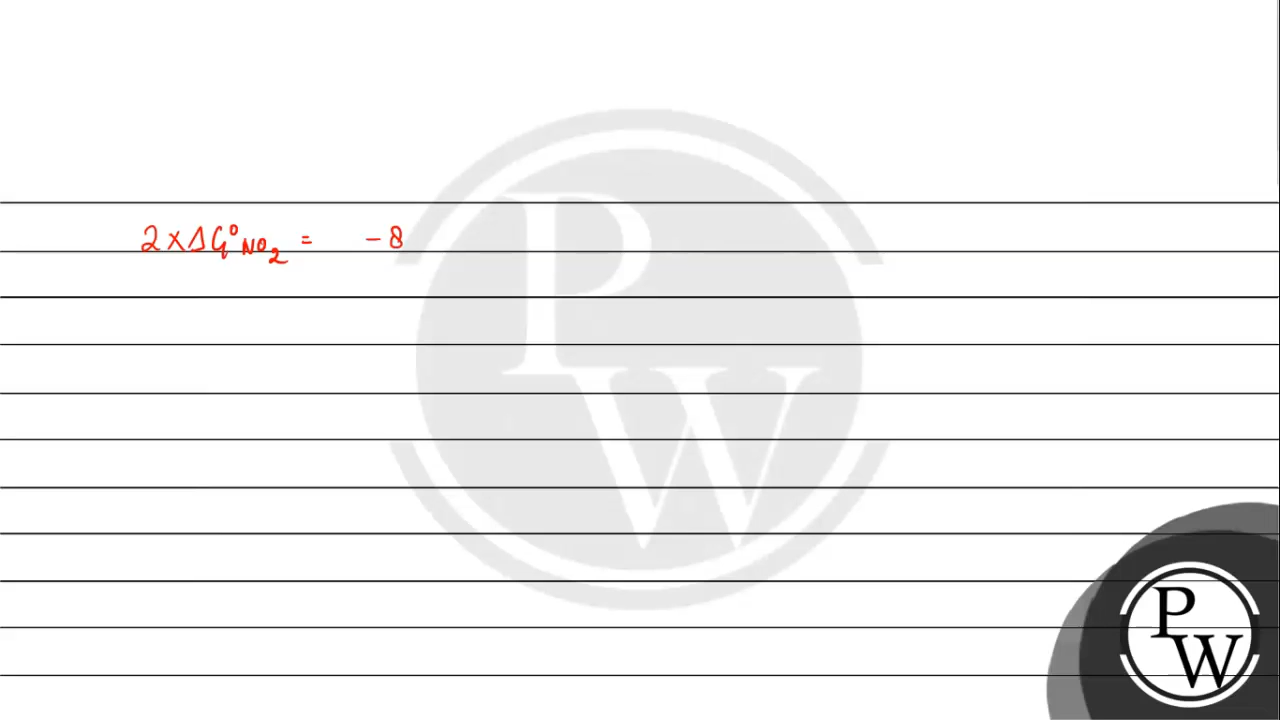 2 × ΔG°NO₂ = - 8
P
W
P
W